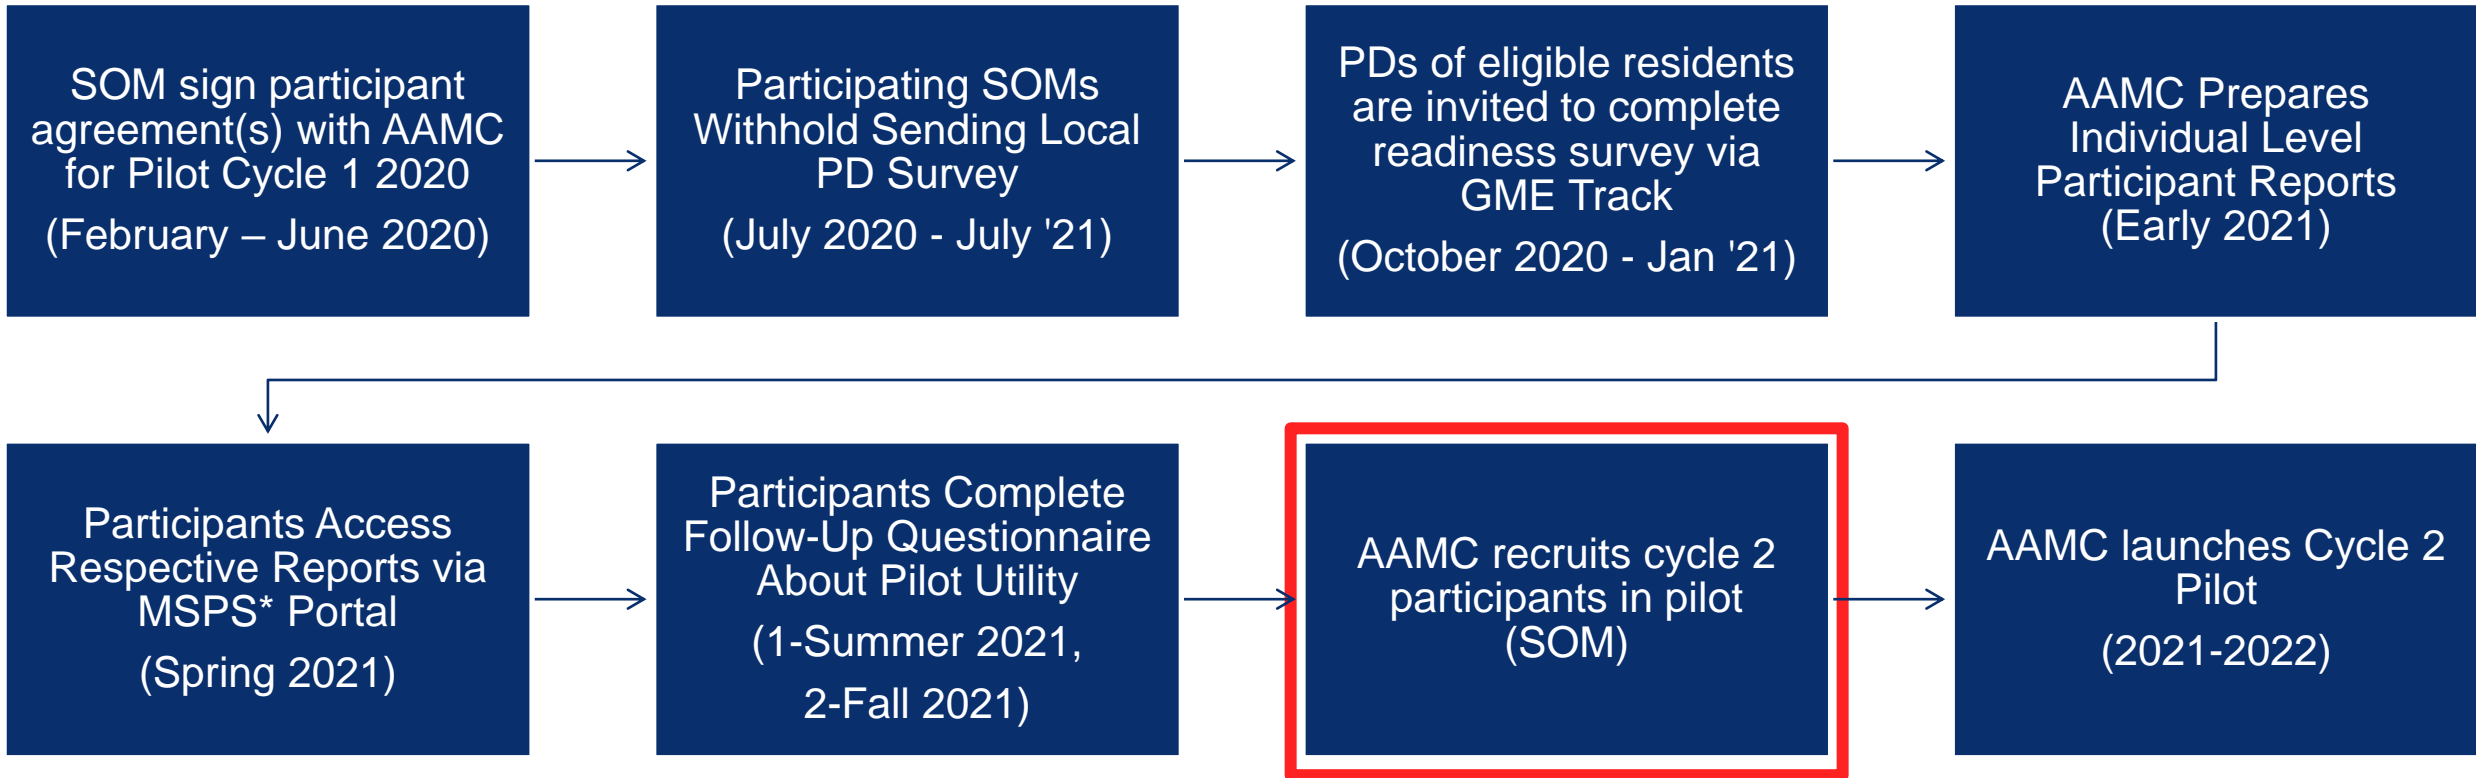 SOM sign participant
agreement(s) with AAMC
for Pilot Cycle 1 2020
(February – June 2020)
Participating SOMs
Withhold Sending Local
PD Survey
(July 2020 - July '21)
PDs of eligible residents
are invited to complete
readiness survey via
GME Track
(October 2020 - Jan '21)
AAMC Prepares
Individual Level
Participant Reports
(Early 2021)
Participants Access
Respective Reports via
MSPS* Portal
(Spring 2021)
Participants Complete
Follow-Up Questionnaire
About Pilot Utility
(1-Summer 2021,
2-Fall 2021)
AAMC recruits cycle 2
participants in pilot
(SOM)
AAMC launches Cycle 2
Pilot
(2021-2022)